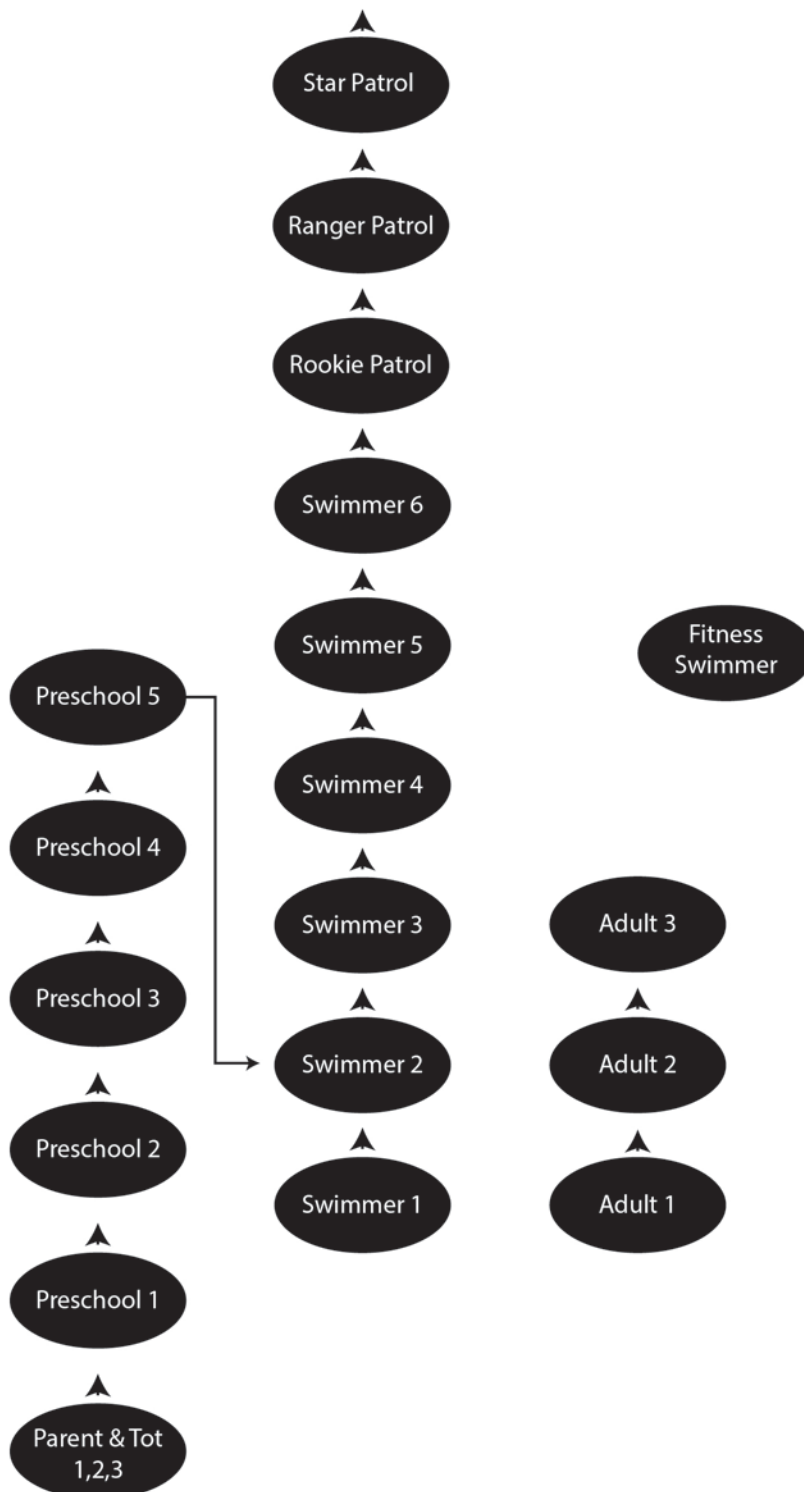 Star Patrol
Ranger Patrol
Rookie Patrol
Swimmer 6
Swimmer 5
Fitness
Swimmer
Preschool 5
Swimmer 4
Preschool 4
Swimmer 3
Adult 3
Preschool 3
Swimmer 2
Adult 2
Preschool 2
Swimmer 1
Adult 1
Preschool 1
Parent & Tot
1,2,3